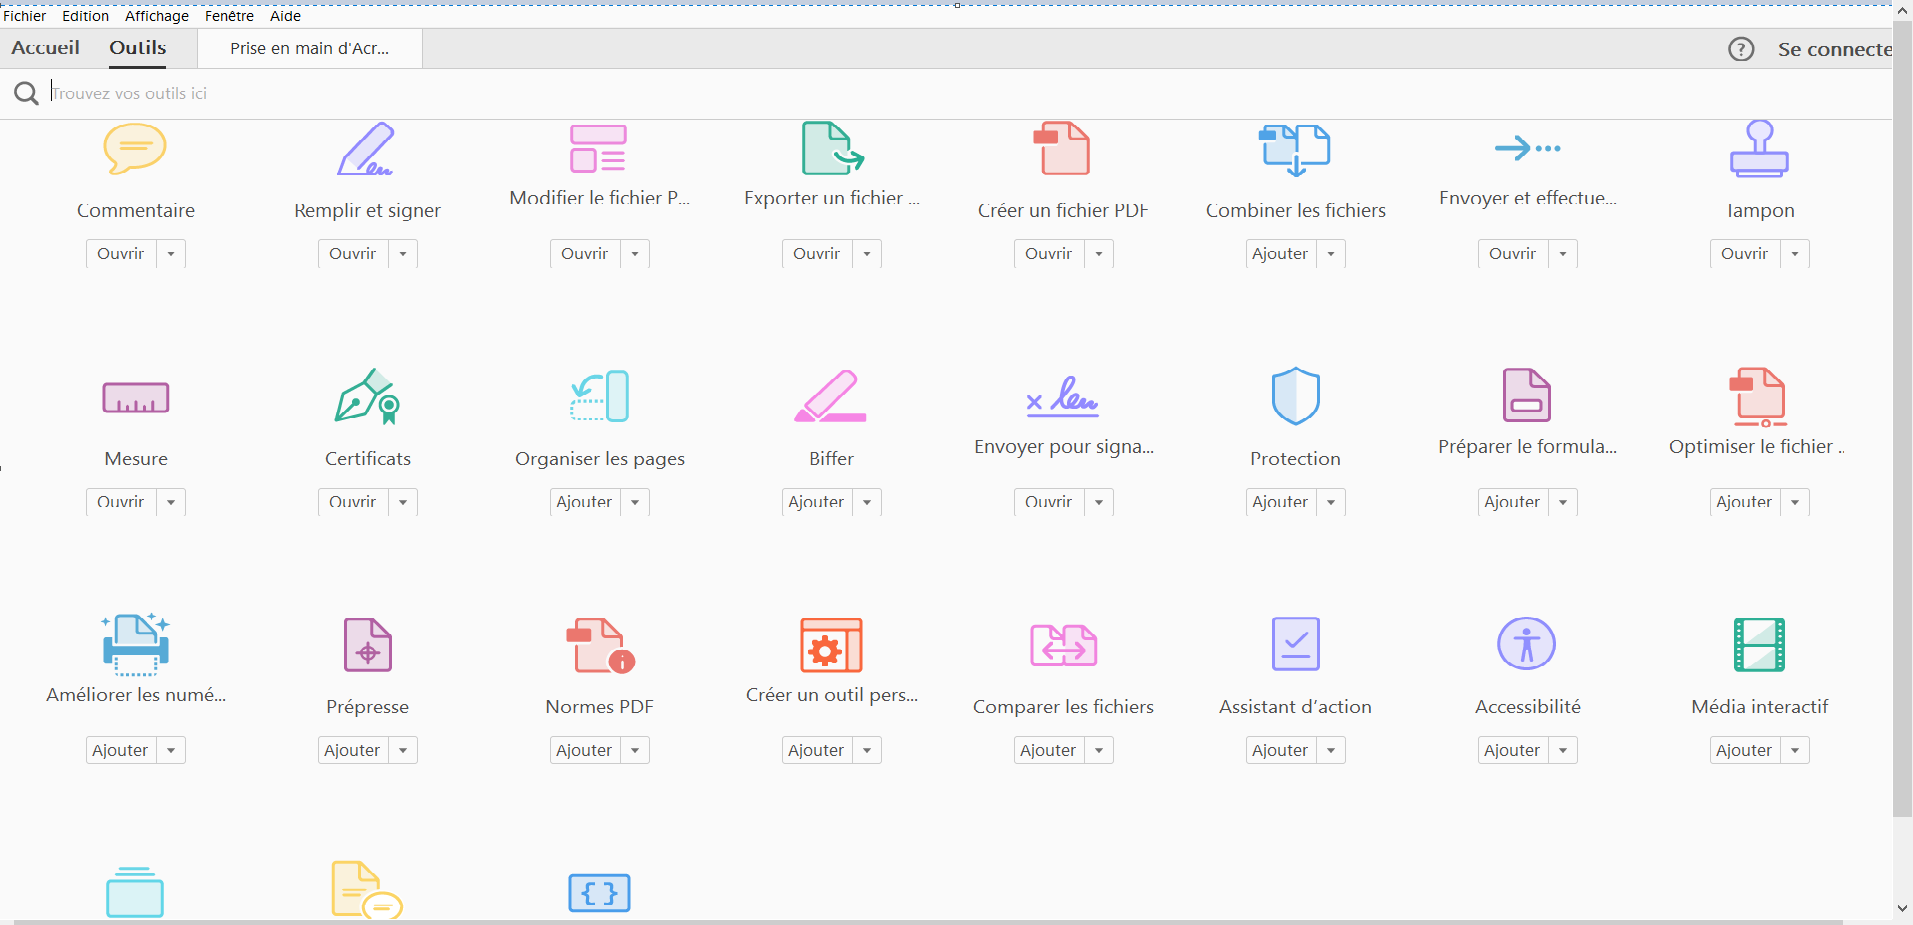 Fichier Edition Affichage Fenêtre Aide
Accueil Outils Prise en main d'Acr... ? Se connecte
Trouvez vos outils ici
Commentaire Remplir et signer Modifier le fichier P... Exporter un fichier ... Créer un fichier PDF Combiner les fichiers Envoyer et effectue... Tampon
Ouvrir Ouvrir Ouvrir Ouvrir Ouvrir Ajouter Ouvrir Ouvrir
Mesure Certificats Organiser les pages Biffer Envoyer pour signa... Protection Préparer le formula... Optimiser le fichier ..
Ouvrir Ouvrir Ajouter Ajouter Ouvrir Ajouter Ajouter Ajouter
Améliorer les numé... Prépresse Normes PDF Créer un outil pers... Comparer les fichiers Assistant d'action Accessibilité Média interactif
Ajouter Ajouter Ajouter Ajouter Ajouter Ajouter Ajouter Ajouter